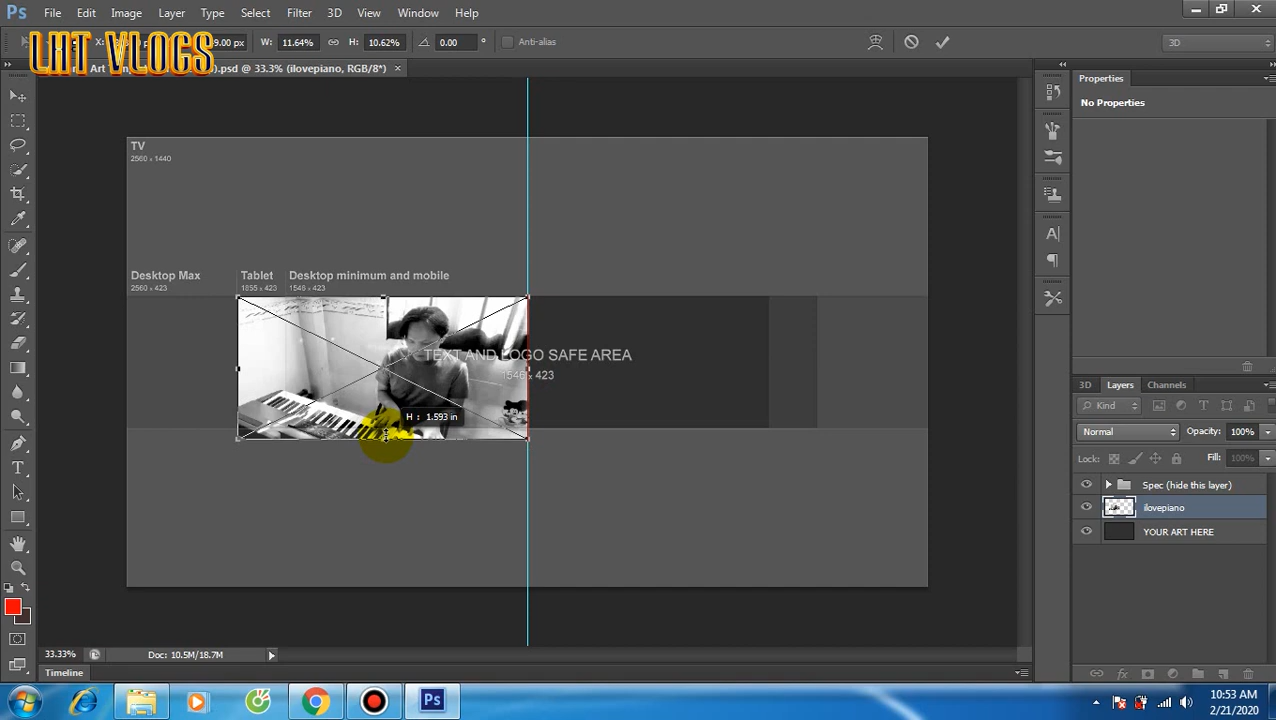 Ps File Edit Image Layer Type Select Filter 3D View Window Help
X: W: 11.64% H: 10.62% 0.00 ° Anti-alias 3D
LHT VLOGS
.psd @ 33.3% (ilovepiano, RGB/8*) ×
Properties
No Properties
TV
2560 x 1440
Desktop Max Tablet Desktop minimum and mobile
2560 x 423 1855 x 423 1546 x 423
TEXT AND LOGO SAFE AREA
1546 x 423
H : 1.593 in
3D Layers Channels
Kind
Normal Opacity: 100%
Lock: Fill: 100%
Spec (hide this layer)
ilovepiano
YOUR ART HERE
33.33% Doc: 10.5M/18.7M
Timeline
Ps
10:53 AM
2/21/2020